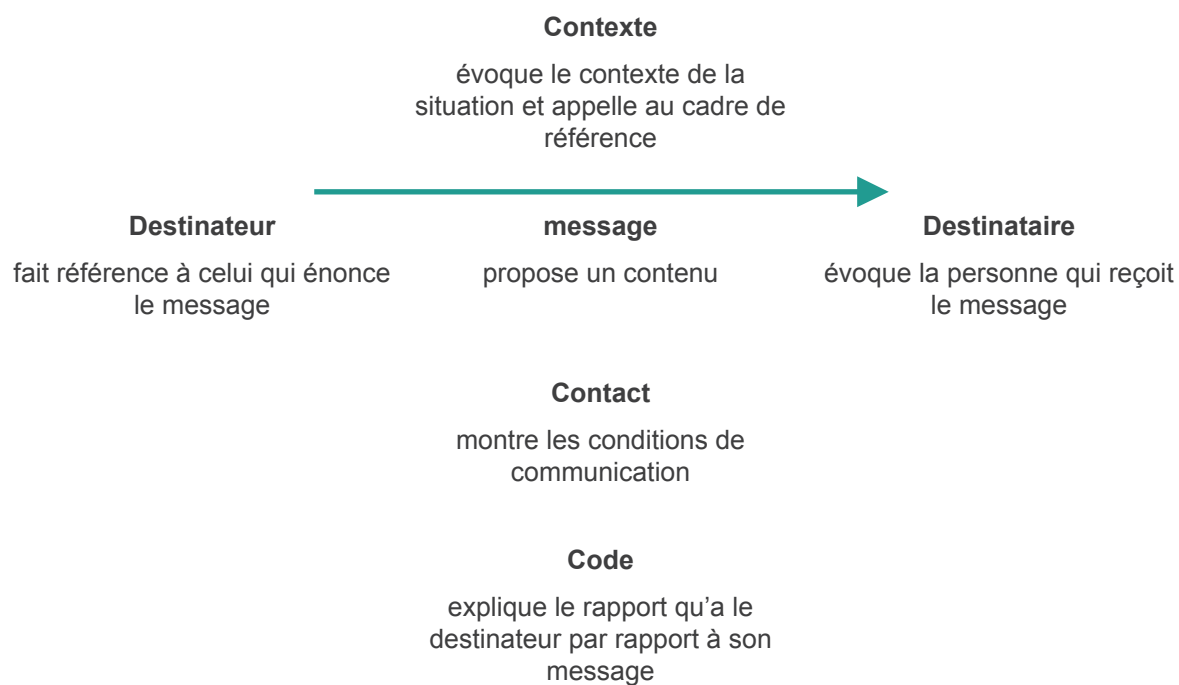 Contexte
évoque le contexte de la
situation et appelle au cadre de
référence
Destinateur
fait référence à celui qui énonce
le message
message
propose un contenu
Destinataire
évoque la personne qui reçoit
le message
Contact
montre les conditions de
communication
Code
explique le rapport qu’a le
destinateur par rapport à son
message